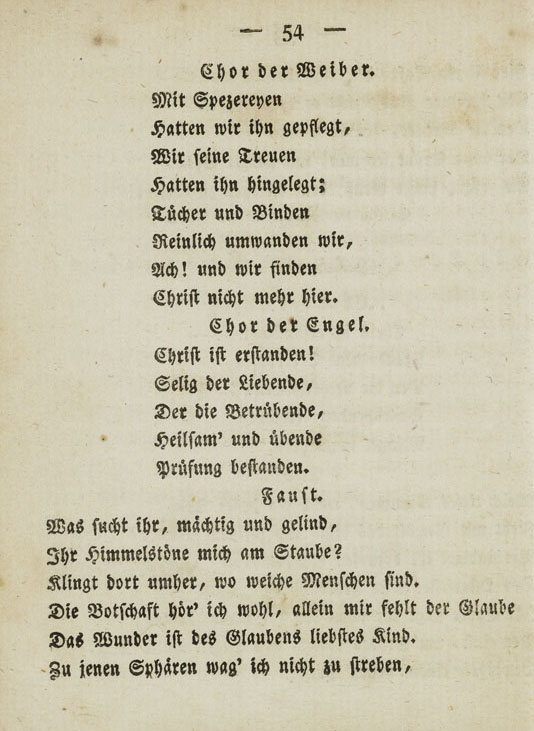 — 54 —
Chor der Weiber.
Mit Spezereyen
Hatten wir ihn gepflegt,
Wir seine Treuen
Hatten ihn hingelegt;
Tücher und Binden
Reinlich umwanden wir,
Ach! und wir finden
Christ nicht mehr hier.
Chor der Engel.
Christ ist erstanden!
Selig der Liebende,
Der die Betrübende,
Heilsam' und übende
Prüfung bestanden.
Faust.
Was sucht ihr, mächtig und gelind,
Ihr Himmelstöne mich am Staube?
Klingt dort umher, wo weiche Menschen sind.
Die Botschaft hör' ich wohl, allein mir fehlt der Glaube
Das Wunder ist des Glaubens liebstes Kind.
Zu jenen Sphären wag' ich nicht zu streben,